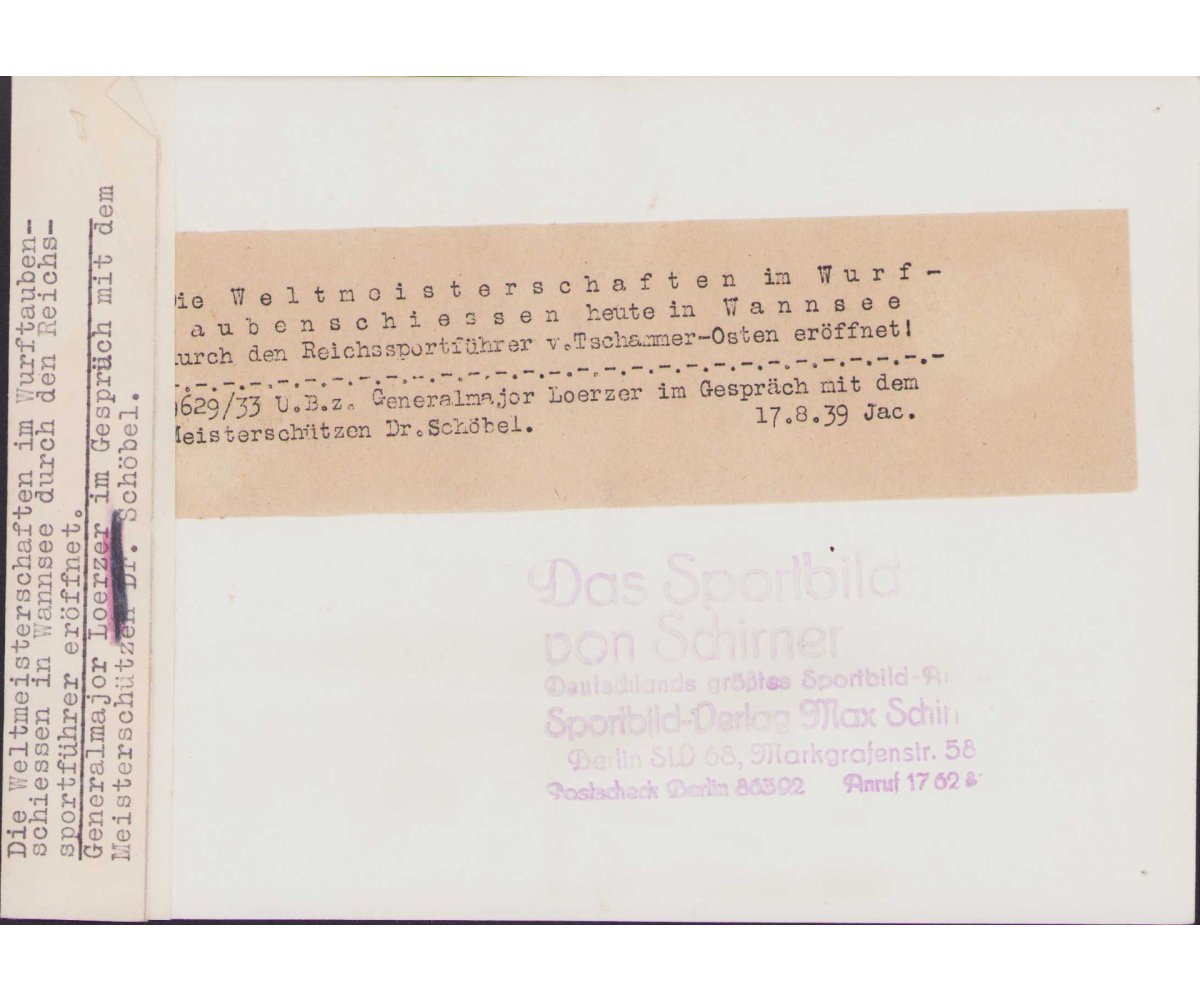 Die Weltmeisterschaften im Wurftauben-
schiessen in Wannsee durch den Reichs-
sportführer eröffnet.
Generalmajor Loerzer im Gespräch mit dem
Meisterschützen Dr. Schöbel.
ie Weltmeisterschaften im Wurf-
aubenschiessen heute in Wannsee
durch den Reichssportführer v.Tschammer-Osten eröffnet!
-.-.-.-.-.-.-.-.-.-.-.-.-.-.-.-.-.-.-.-.-.-.-.-.-.-.-.-
9629/33 U.B.z. Generalmajor Loerzer im Gespräch mit dem
Meisterschützen Dr.Schöbel. 17.8.39 Jac.
Das Sportbild
von Schirner
Deutschlands größtes Sportbild-
Sportbild-Verlag Max Schir
Berlin SW 68, Markgrafenstr. 58
Postscheck Berlin 86392 Anruf 17 62